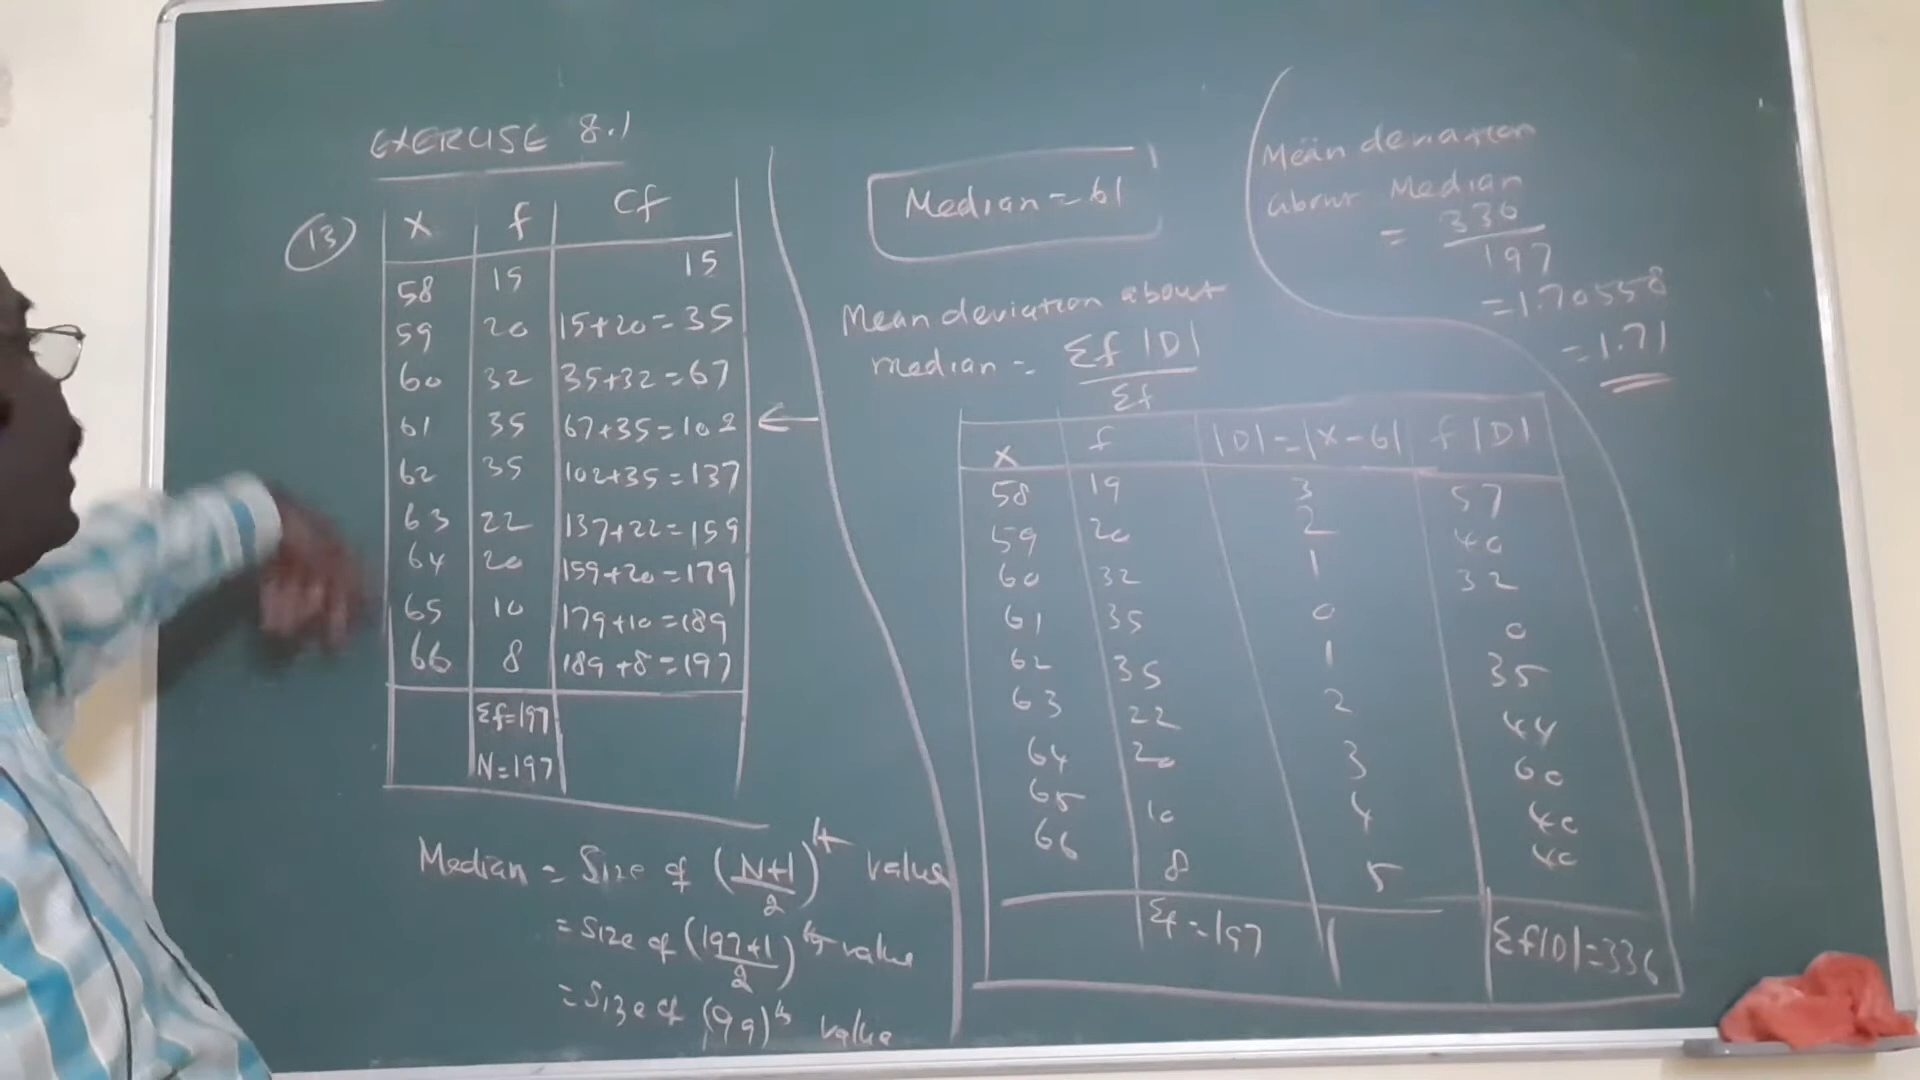 EXERCISE 8.1
13
x f Cf
58 15 15
59 20 15+20=35
60 32 35+32=67
61 35 67+35=102
62 35 102+35=137
63 22 137+22=159
64 20 159+20=179
65 10 179+10=189
66 8 189+8=197
Σf=197
N=197
Median = Size of (N+1/2)th value
= Size of (197+1/2)th value
= Size of (99)th value
Median = 61
Mean deviation about
median = Σf|D|/Σf
x f |D|=|X-61 f|D|
58 19 3 57
59 20 2 40
60 32 1 32
61 35 0 0
62 35 1 35
63 22 2 44
64 20 3 60
65 10 4 40
66 8 5 40
Σf=197 Σf|D|=336
Mean deviation
about Median
= 336/197
=1.70558
=1.71